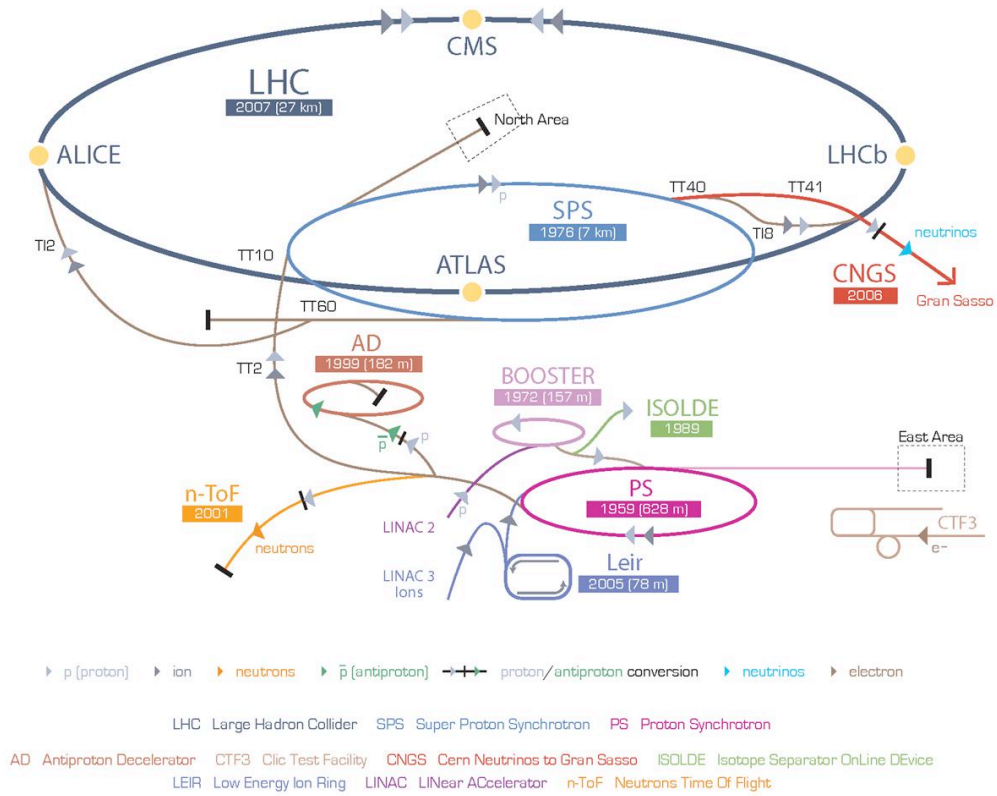 CMS
LHC
2007 (27 km)
North Area
ALICE
LHCb
TT40
TT41
SPS
1976 (7 km)
p
TI8
TI2
TT10
neutrinos
ATLAS
CNGS
2006
Gran Sasso
TT60
AD
1999 (182 m)
TT2
BOOSTER
1972 (157 m)
ISOLDE
1989
p̄
p
East Area
n-ToF
2001
PS
1959 (628 m)
LINAC 2
p
neutrons
CTF3
e-
Leir
2005 (78 m)
LINAC 3
Ions
p (proton) ion neutrons p̄ (antiproton) proton/antiproton conversion neutrinos electron
LHC Large Hadron Collider SPS Super Proton Synchrotron PS Proton Synchrotron
AD Antiproton Decelerator CTF3 Clic Test Facility CNGS Cern Neutrinos to Gran Sasso ISOLDE Isotope Separator OnLine DEvice
LEIR Low Energy Ion Ring LINAC LINear ACcelerator n-ToF Neutrons Time Of Flight